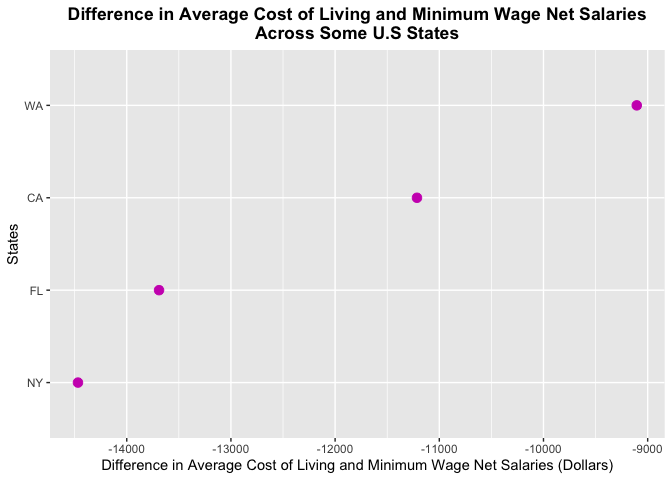 Difference in Average Cost of Living and Minimum Wage Net Salaries
Across Some U.S States
WA
CA
FL
NY
States
-14000 -13000 -12000 -11000 -10000 -9000
Difference in Average Cost of Living and Minimum Wage Net Salaries (Dollars)